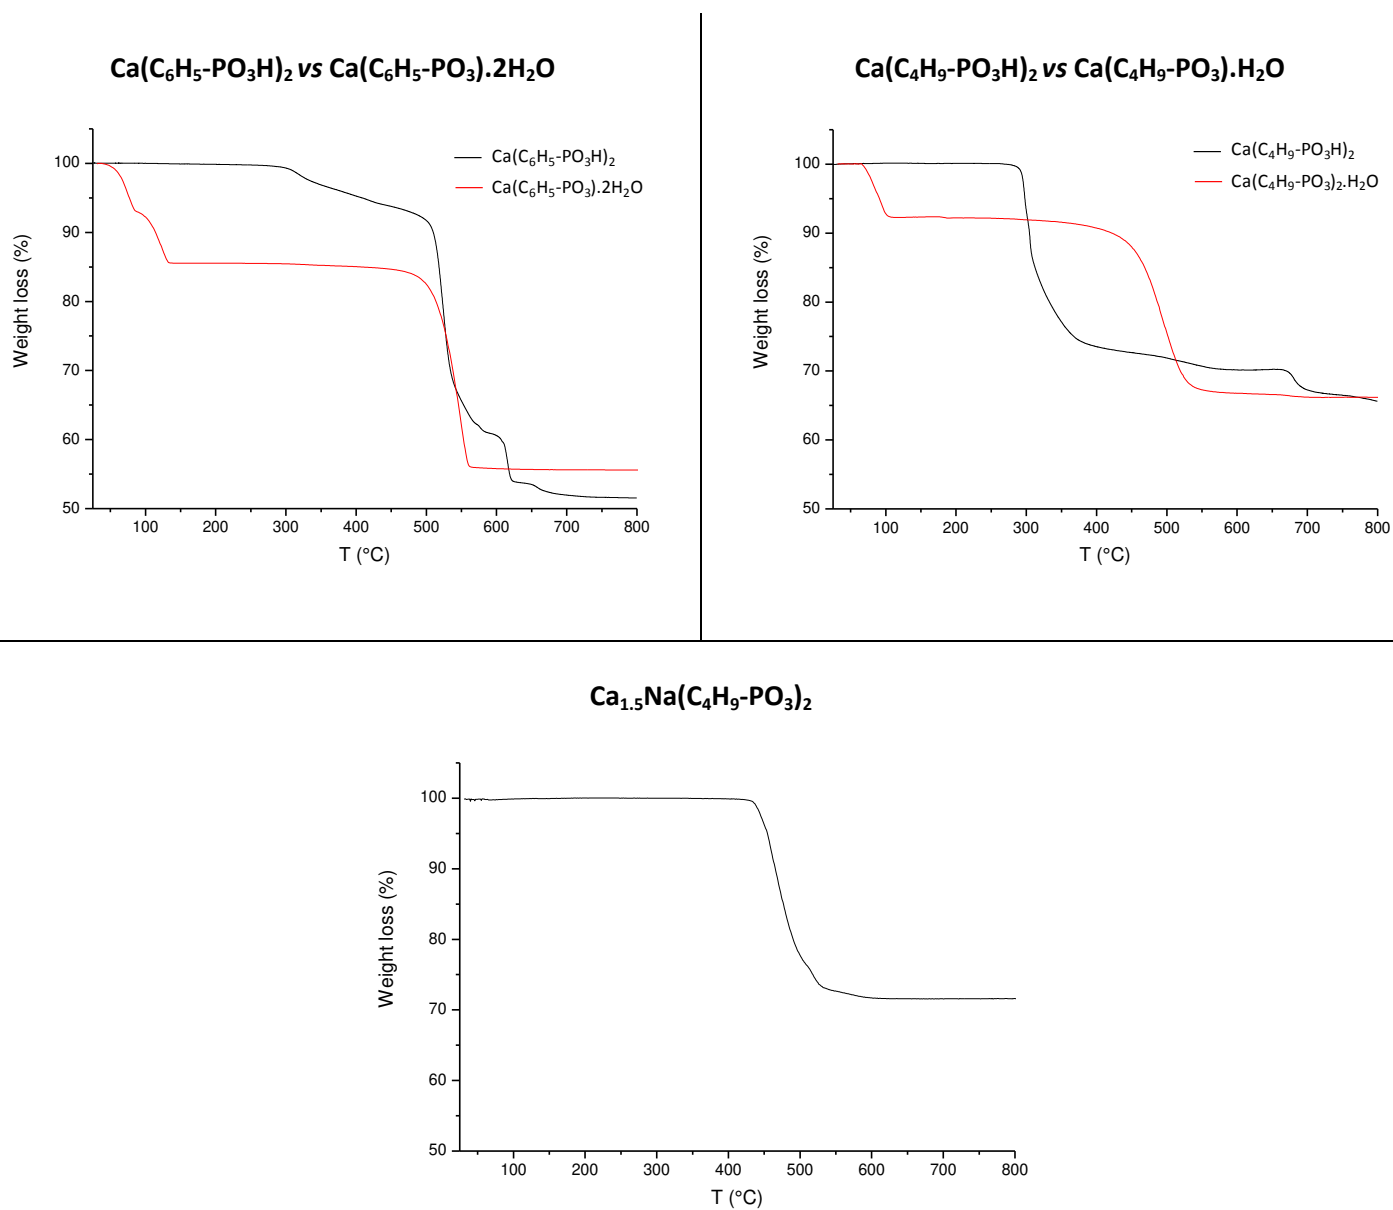 Ca(C₆H₅-PO₃H)₂ vs Ca(C₆H₅-PO₃).2H₂O
Ca(C₆H₅-PO₃H)₂
Ca(C₆H₅-PO₃).2H₂O
Weight loss (%)
100
90
80
70
60
50
100 200 300 400 500 600 700 800
T (°C)
Ca(C₄H₉-PO₃H)₂ vs Ca(C₄H₉-PO₃).H₂O
Ca(C₄H₉-PO₃H)₂
Ca(C₄H₉-PO₃)₂.H₂O
Weight loss (%)
100
90
80
70
60
50
100 200 300 400 500 600 700 800
T (°C)
Ca₁.₅Na(C₄H₉-PO₃)₂
Weight loss (%)
100
90
80
70
60
50
100 200 300 400 500 600 700 800
T (°C)